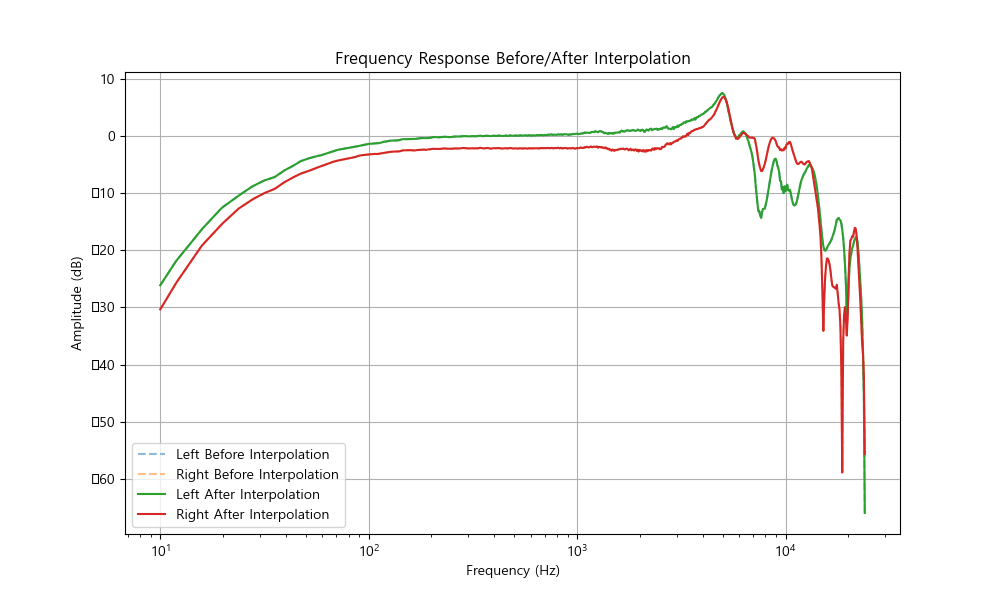 Frequency Response Before/After Interpolation
Amplitude (dB)
10
0
□10
□20
□30
□40
□50
□60
Left Before Interpolation
Right Before Interpolation
Left After Interpolation
Right After Interpolation
10¹
10²
10³
10⁴
Frequency (Hz)